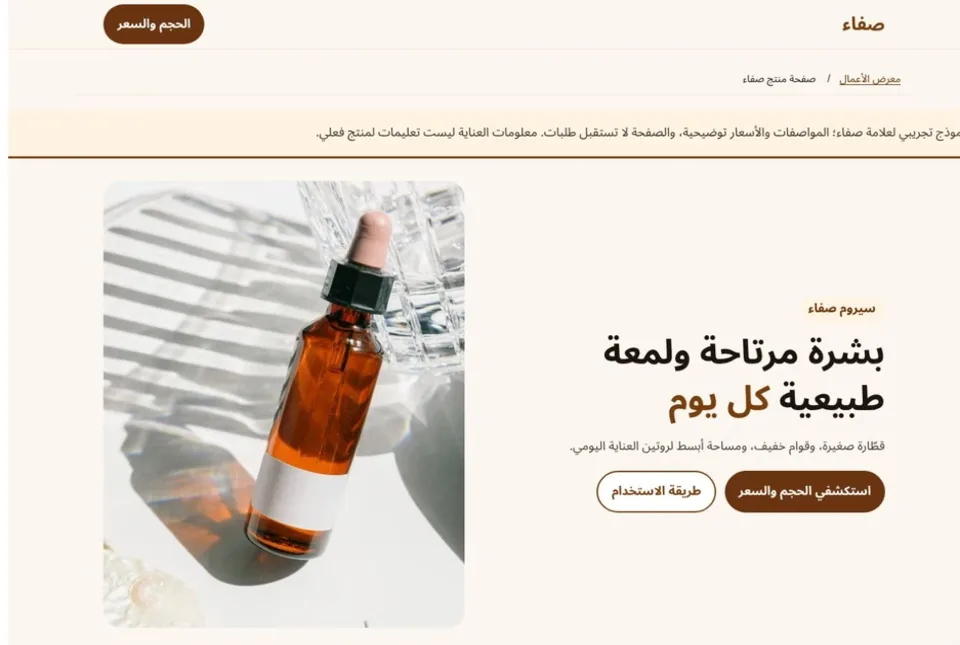 صفاء
الحجم والسعر
معرض الأعمال / صفحة منتج صفاء
تجريبي لعلامة صفاء؛ المواصفات والأسعار توضيحية، والصفحة لا تستقبل طلبات. معلومات العناية ليست تعليمات لمنتج فعلي.
سيروم صفاء
بشرة مرتاحة ولمعة
طبيعية كل يوم
قطّارة صغيرة، وقوام خفيف، ومساحة أبسط لروتين العناية اليومي.
استكشفي الحجم والسعر
طريقة الاستخدام